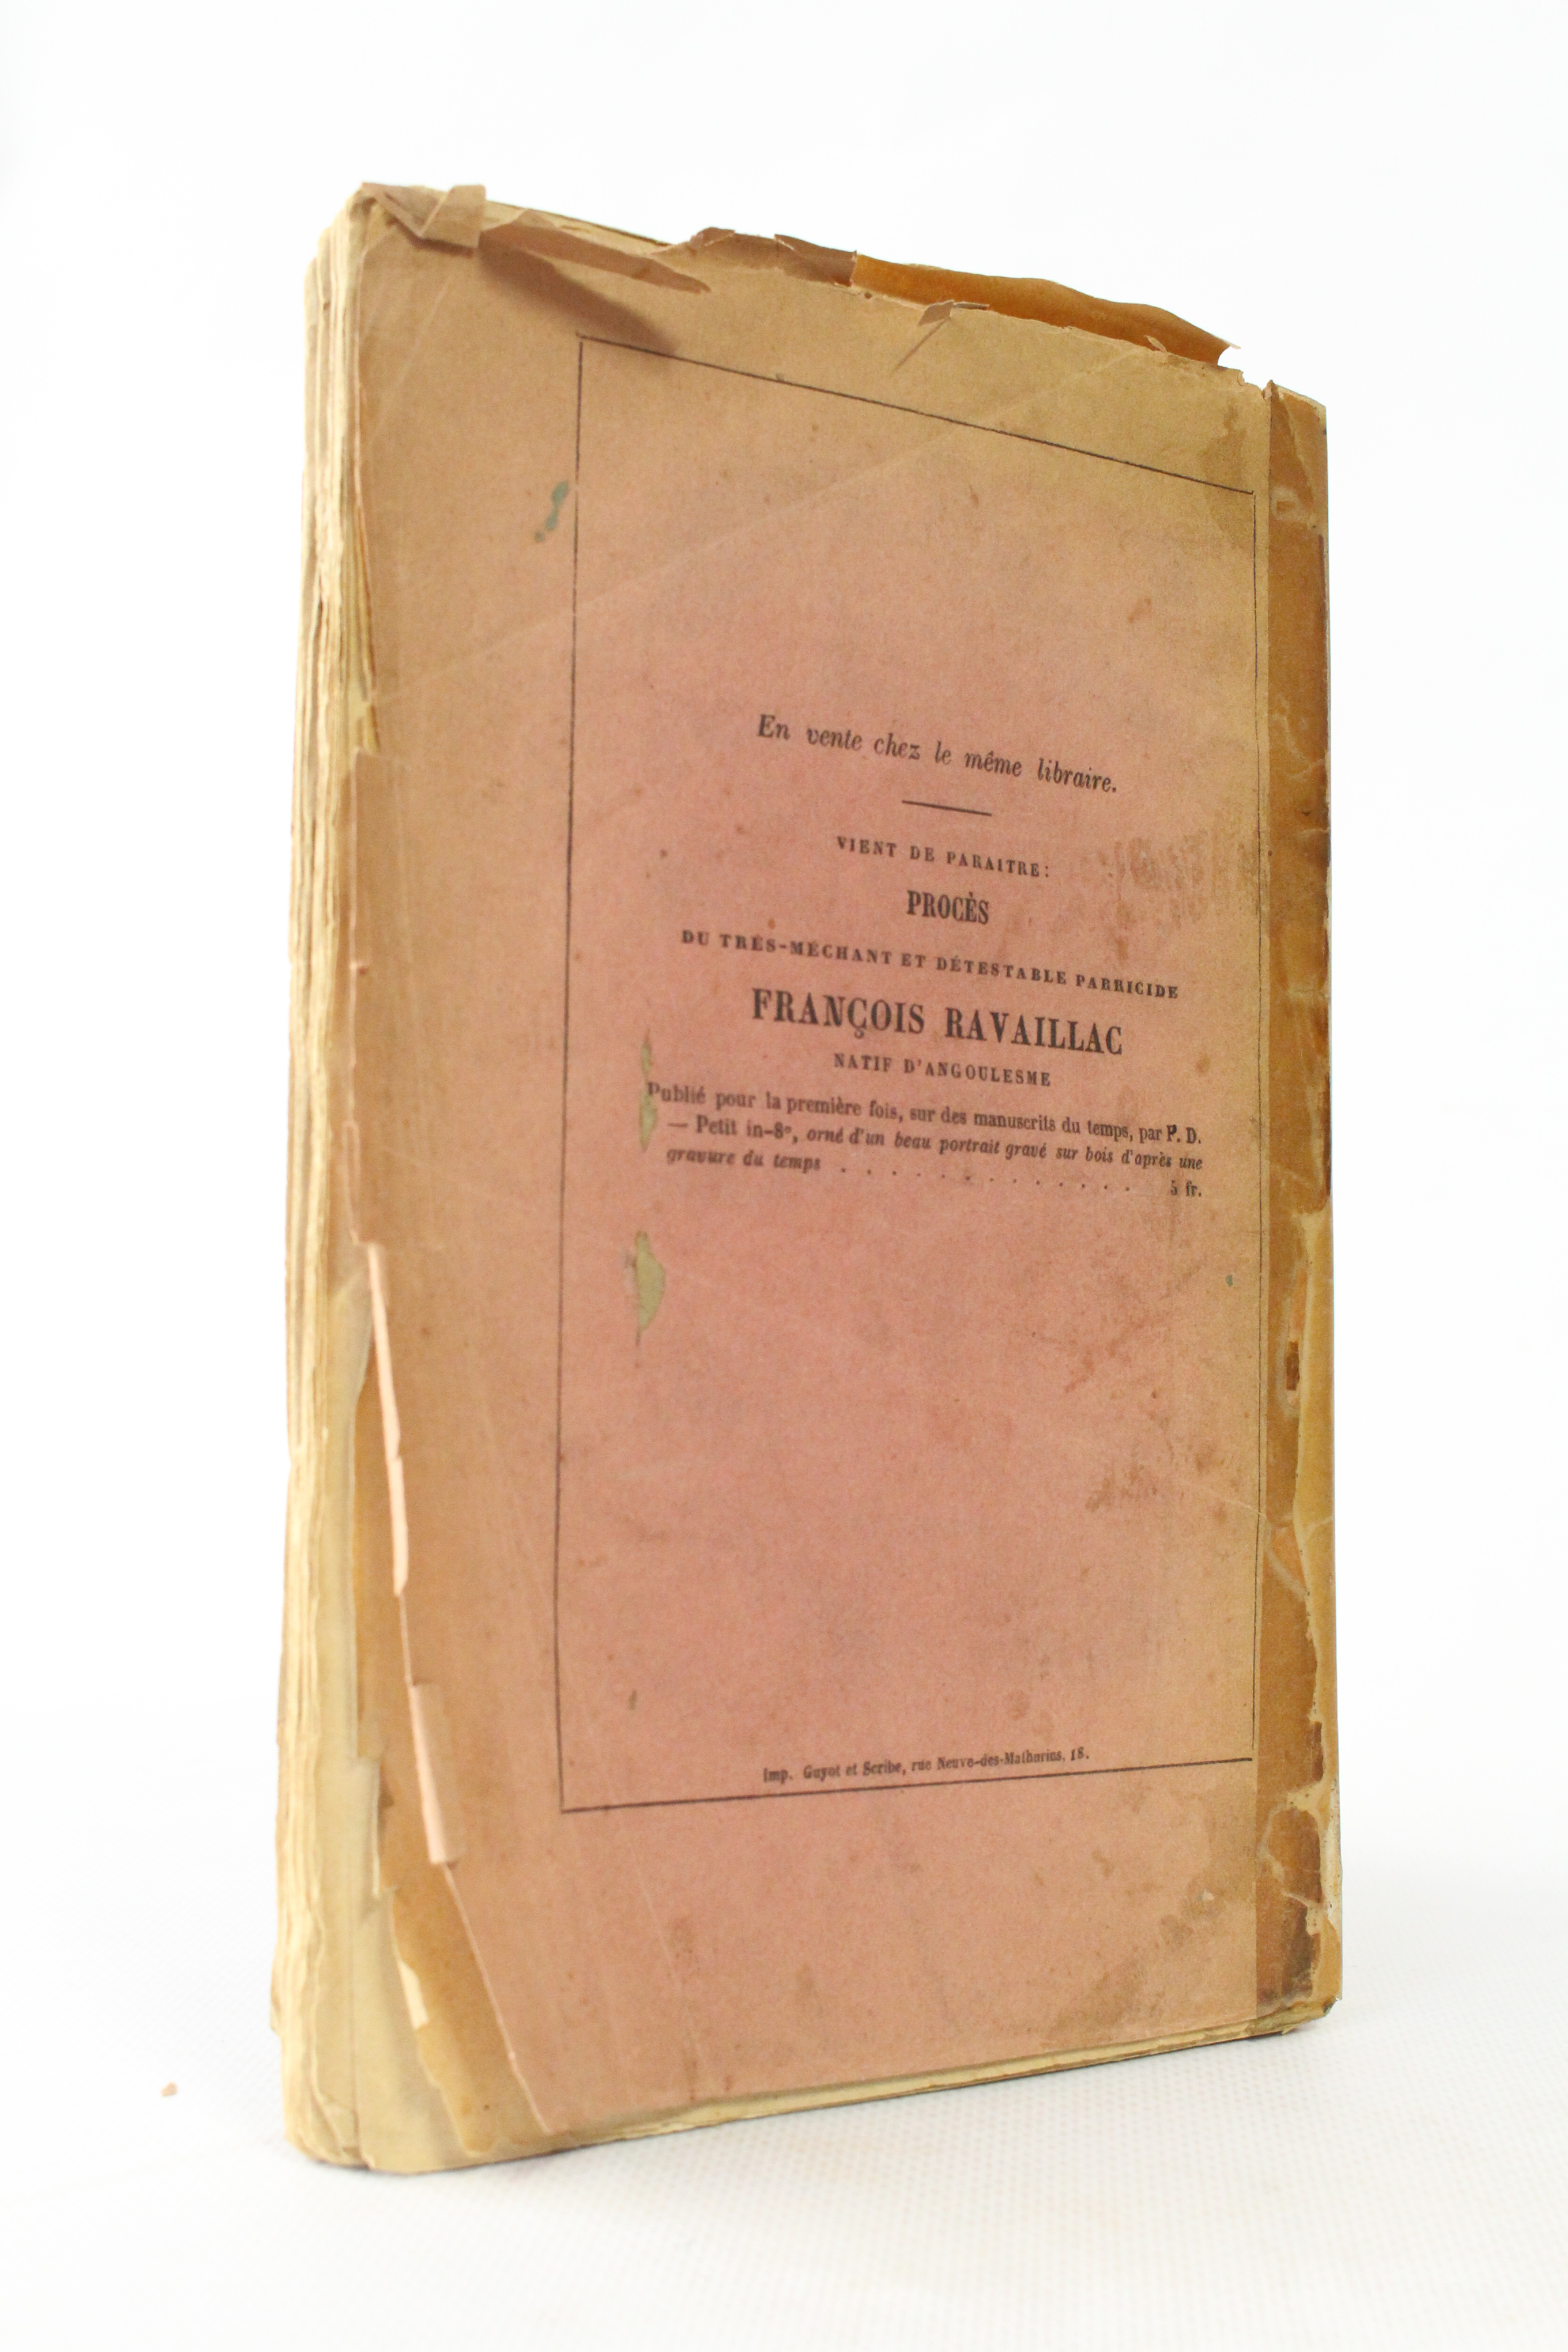 En vente chez le même libraire.
VIENT DE PARAITRE:
PROCÈS
DU TRÈS-MÉCHANT ET DÉTESTABLE PARRICIDE
FRANÇOIS RAVAILLAC
NATIF D'ANGOULESME
Publié pour la première fois, sur des manuscrits du temps, par P. D.
— Petit in-8°, orné d'un beau portrait gravé sur bois d'après une
gravure du temps . . . . . . . . . . . . . 5 fr.
Imp. Guyot et Scribe, rue Neuve-des-Mathurins, 18.